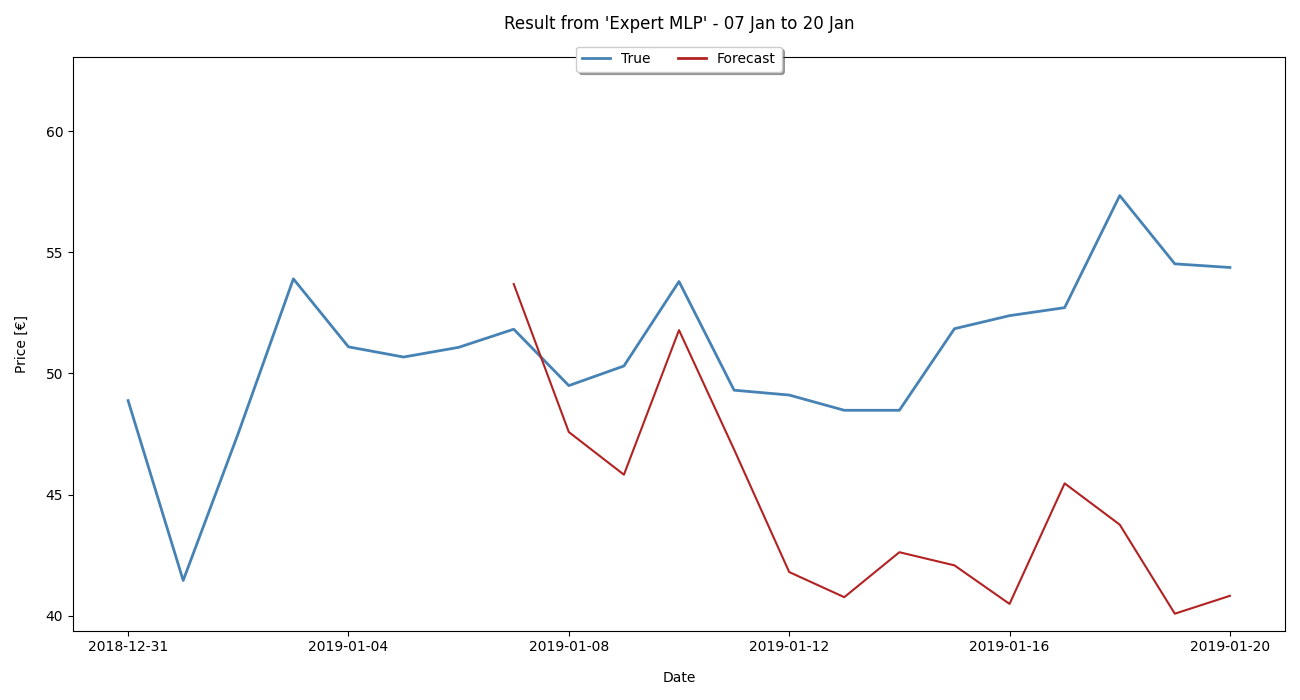 Result from 'Expert MLP' - 07 Jan to 20 Jan
True Forecast
60
55
50
45
40
Price [€]
2018-12-31 2019-01-04 2019-01-08 2019-01-12 2019-01-16 2019-01-20
Date